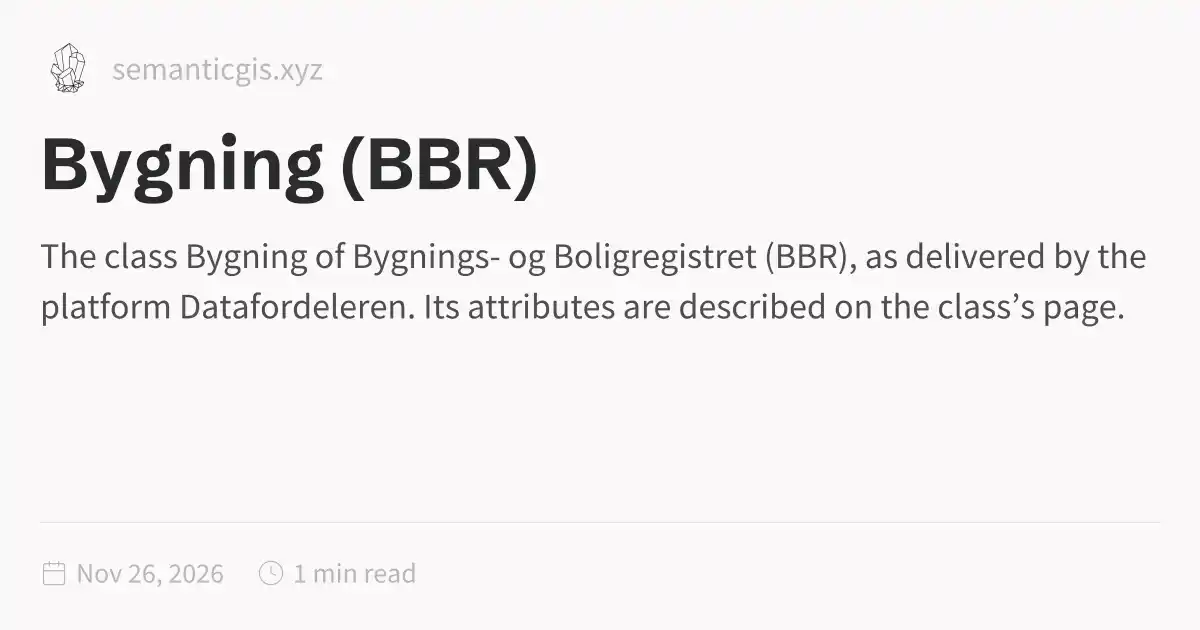 semanticgis.xyz
Bygning (BBR)
The class Bygning of Bygnings- og Boligregistret (BBR), as delivered by the
platform Datafordeleren. Its attributes are described on the class’s page.
Nov 26, 2026 1 min read